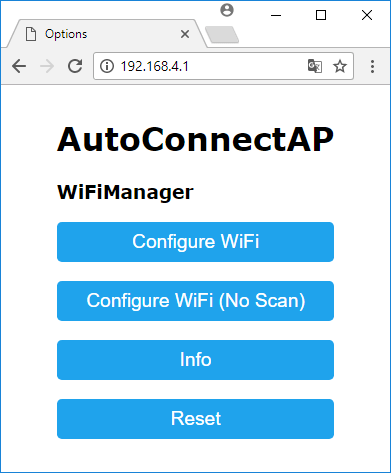 Options
192.168.4.1
AutoConnectAP
WiFiManager
Configure WiFi
Configure WiFi (No Scan)
Info
Reset